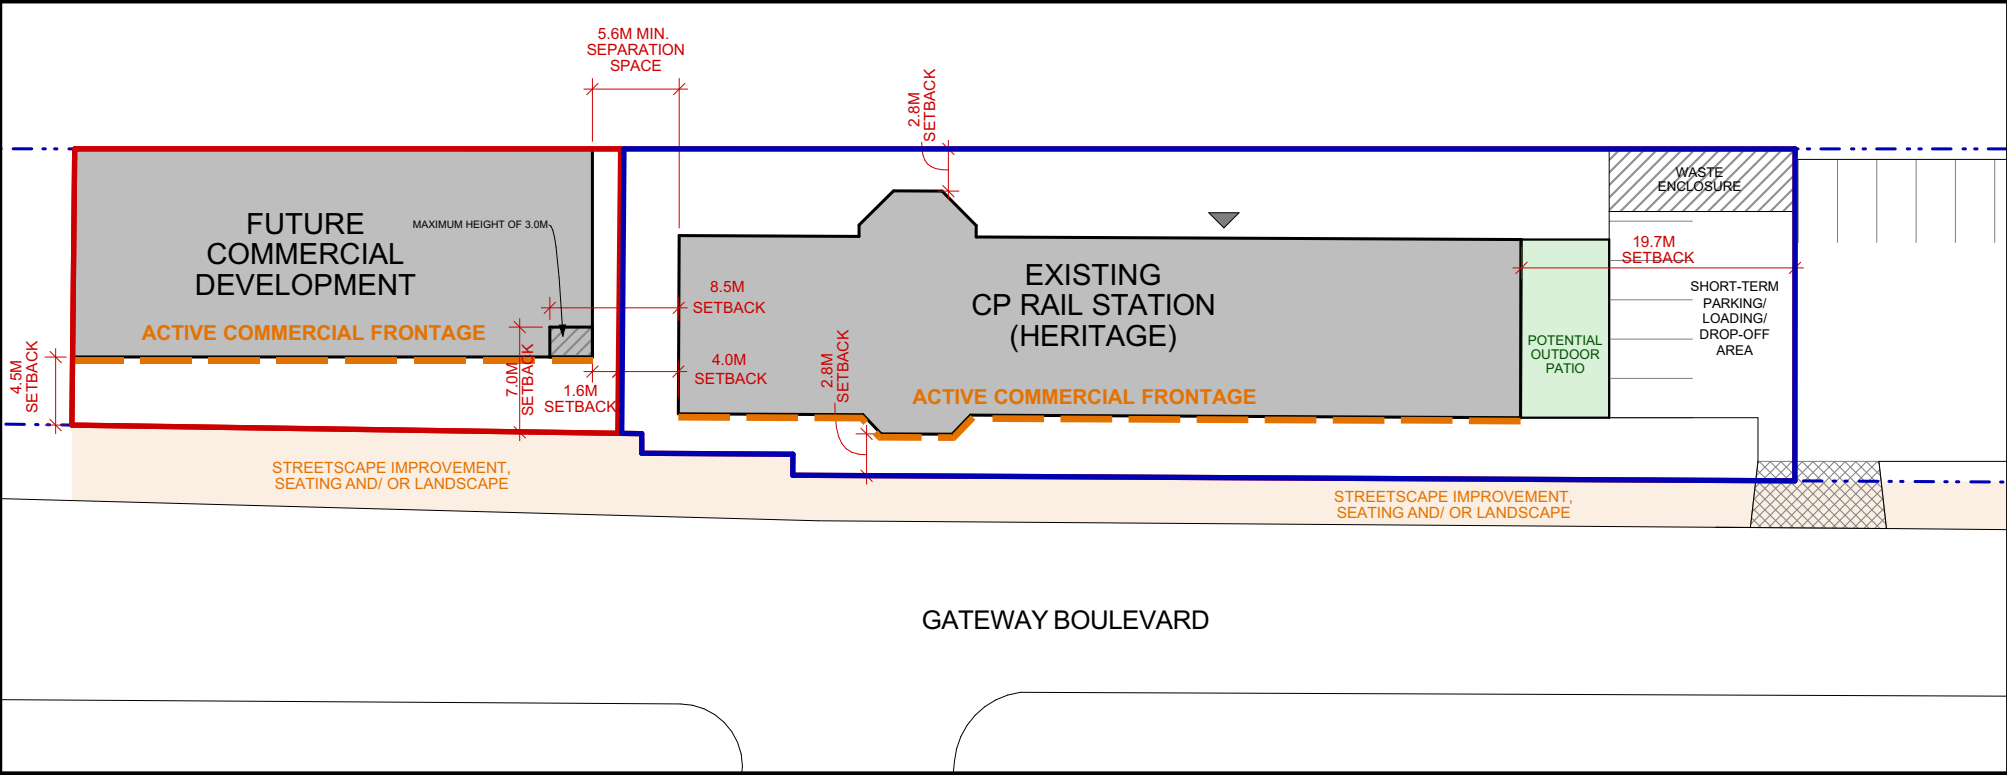 5.6M MIN.
SEPARATION
SPACE
2.8M
SETBACK
WASTE
ENCLOSURE
FUTURE
COMMERCIAL
DEVELOPMENT
MAXIMUM HEIGHT OF 3.0M
ACTIVE COMMERCIAL FRONTAGE
4.5M
SETBACK
7.0M
SETBACK
1.6M
SETBACK
8.5M
SETBACK
4.0M
SETBACK
2.8M
SETBACK
EXISTING
CP RAIL STATION
(HERITAGE)
ACTIVE COMMERCIAL FRONTAGE
POTENTIAL
OUTDOOR
PATIO
19.7M
SETBACK
SHORT-TERM
PARKING/
LOADING/
DROP-OFF
AREA
STREETSCAPE IMPROVEMENT,
SEATING AND/ OR LANDSCAPE
STREETSCAPE IMPROVEMENT,
SEATING AND/ OR LANDSCAPE
GATEWAY BOULEVARD